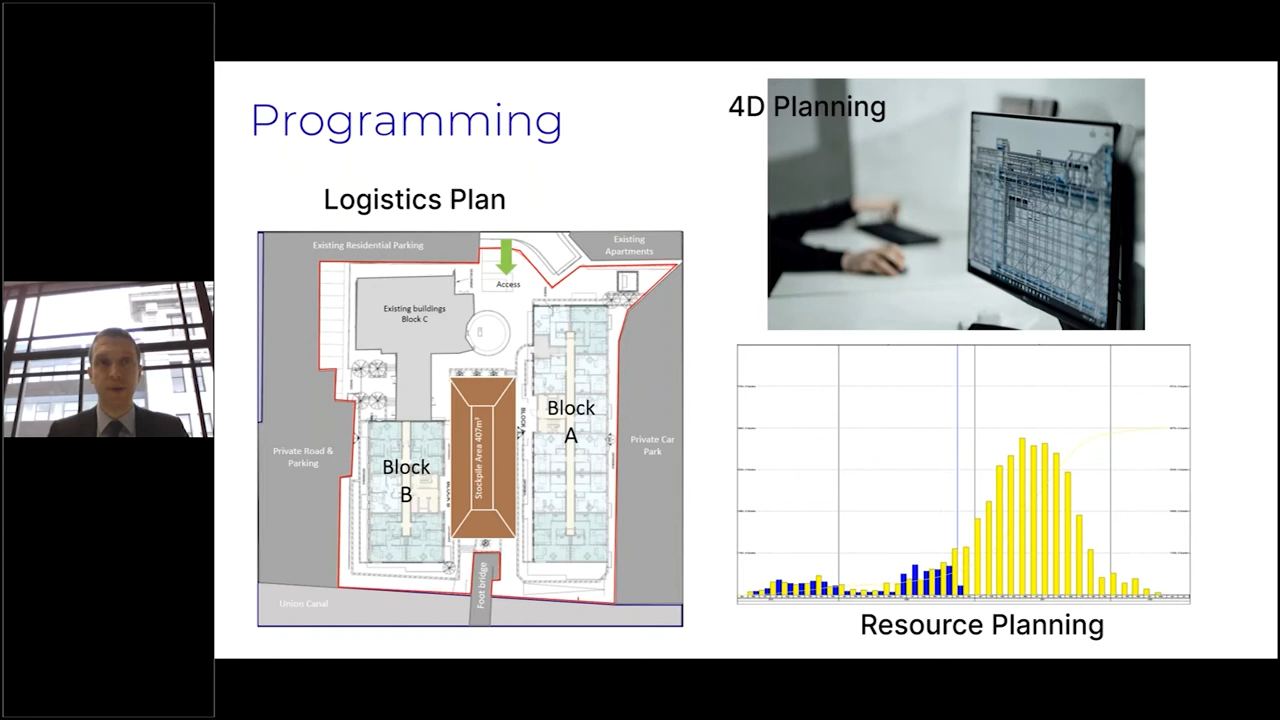 Programming
4D Planning
Logistics Plan
Existing Residential Parking
Existing
Apartments
Access
Existing buildings
Block C
Block
A
Stockpile Area 407m³
Private Road &
Parking
Block
B
Private Car
Park
Foot bridge
Union Canal
Resource Planning